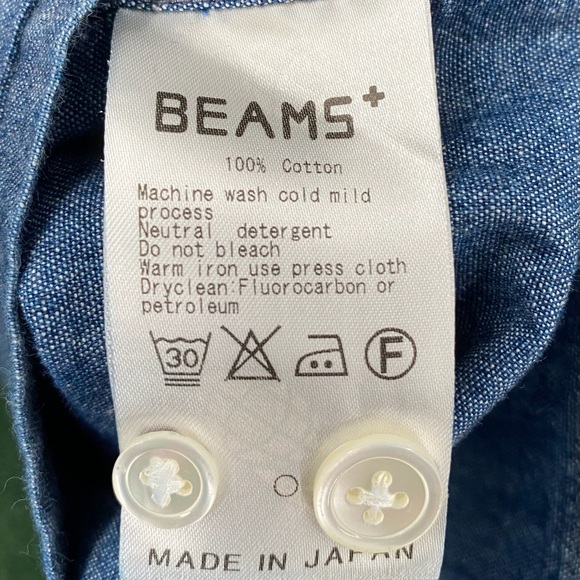 BEAMS+
100% Cotton
Machine wash cold mild
process
Neutral detergent
Do not bleach
Warm iron use press cloth
Dryclean:Fluorocarbon or
petroleum
30 F
MADE IN JAPAN